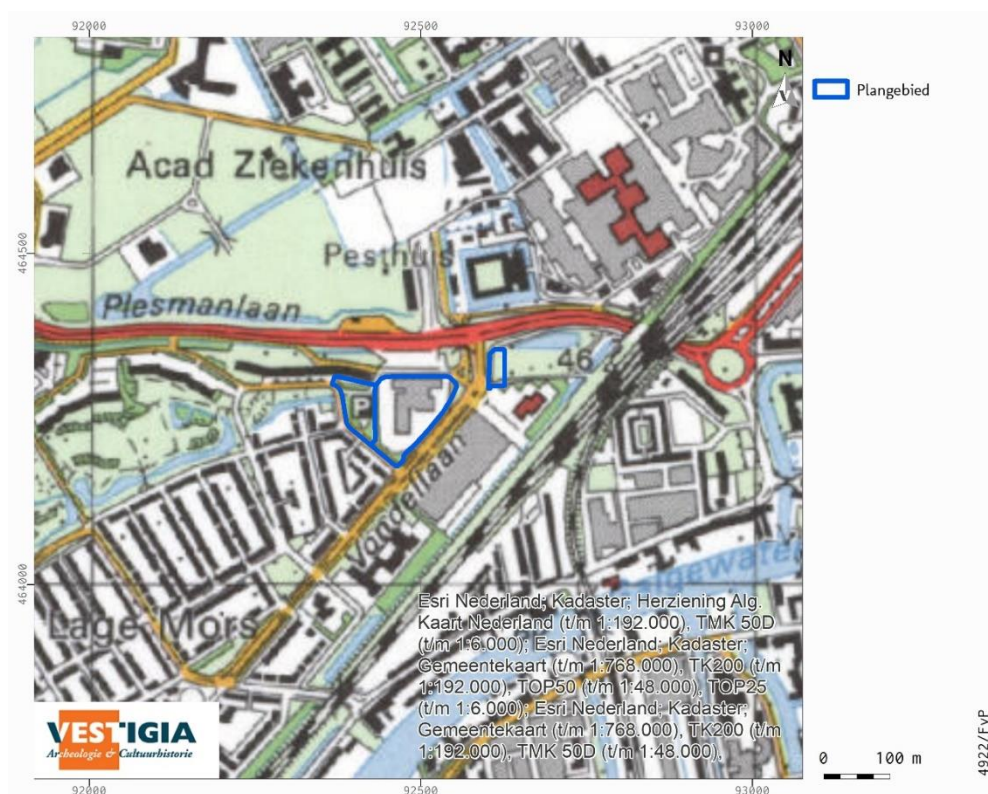 92000
92500
93000
N
Plangebied
Acad Ziekenhuis
464500
Pesthuis
Plesmanlaan
46
P
Vondellaan
464000
Lage Mors
Esri Nederland; Kadaster; Herziening Alg.
Kaart Nederland (t/m 1:192.000), TMK 50D
(t/m 1:6.000); Esri Nederland; Kadaster;
Gemeentekaart (t/m 1:768.000), TK200 (t/m
1:192.000), TOP50 (t/m 1:48.000), TOP25
(t/m 1:6.000); Esri Nederland; Kadaster;
Gemeentekaart (t/m 1:768.000), TK200 (t/m
1:192.000), TMK 50D (t/m 1:48.000),
VESTIGIA
Archeologie & Cultuurhistorie
0 100 m
4922/FvP
92000
92500
93000